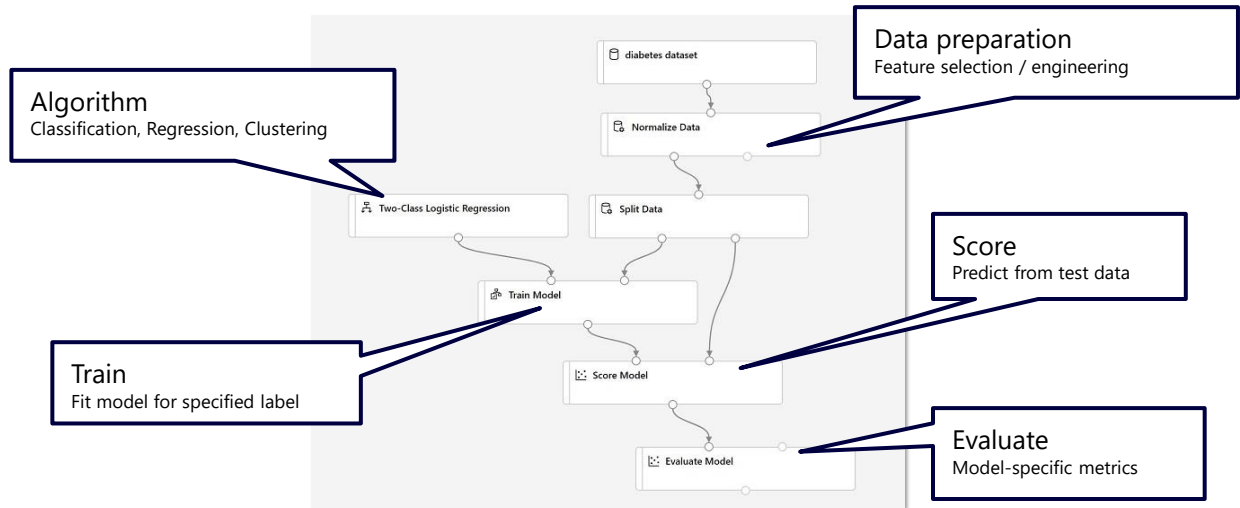 diabetes dataset
Data preparation
Feature selection / engineering
Algorithm
Classification, Regression, Clustering
Normalize Data
Two-Class Logistic Regression
Split Data
Score
Predict from test data
Train Model
Train
Fit model for specified label
Score Model
Evaluate
Model-specific metrics
Evaluate Model